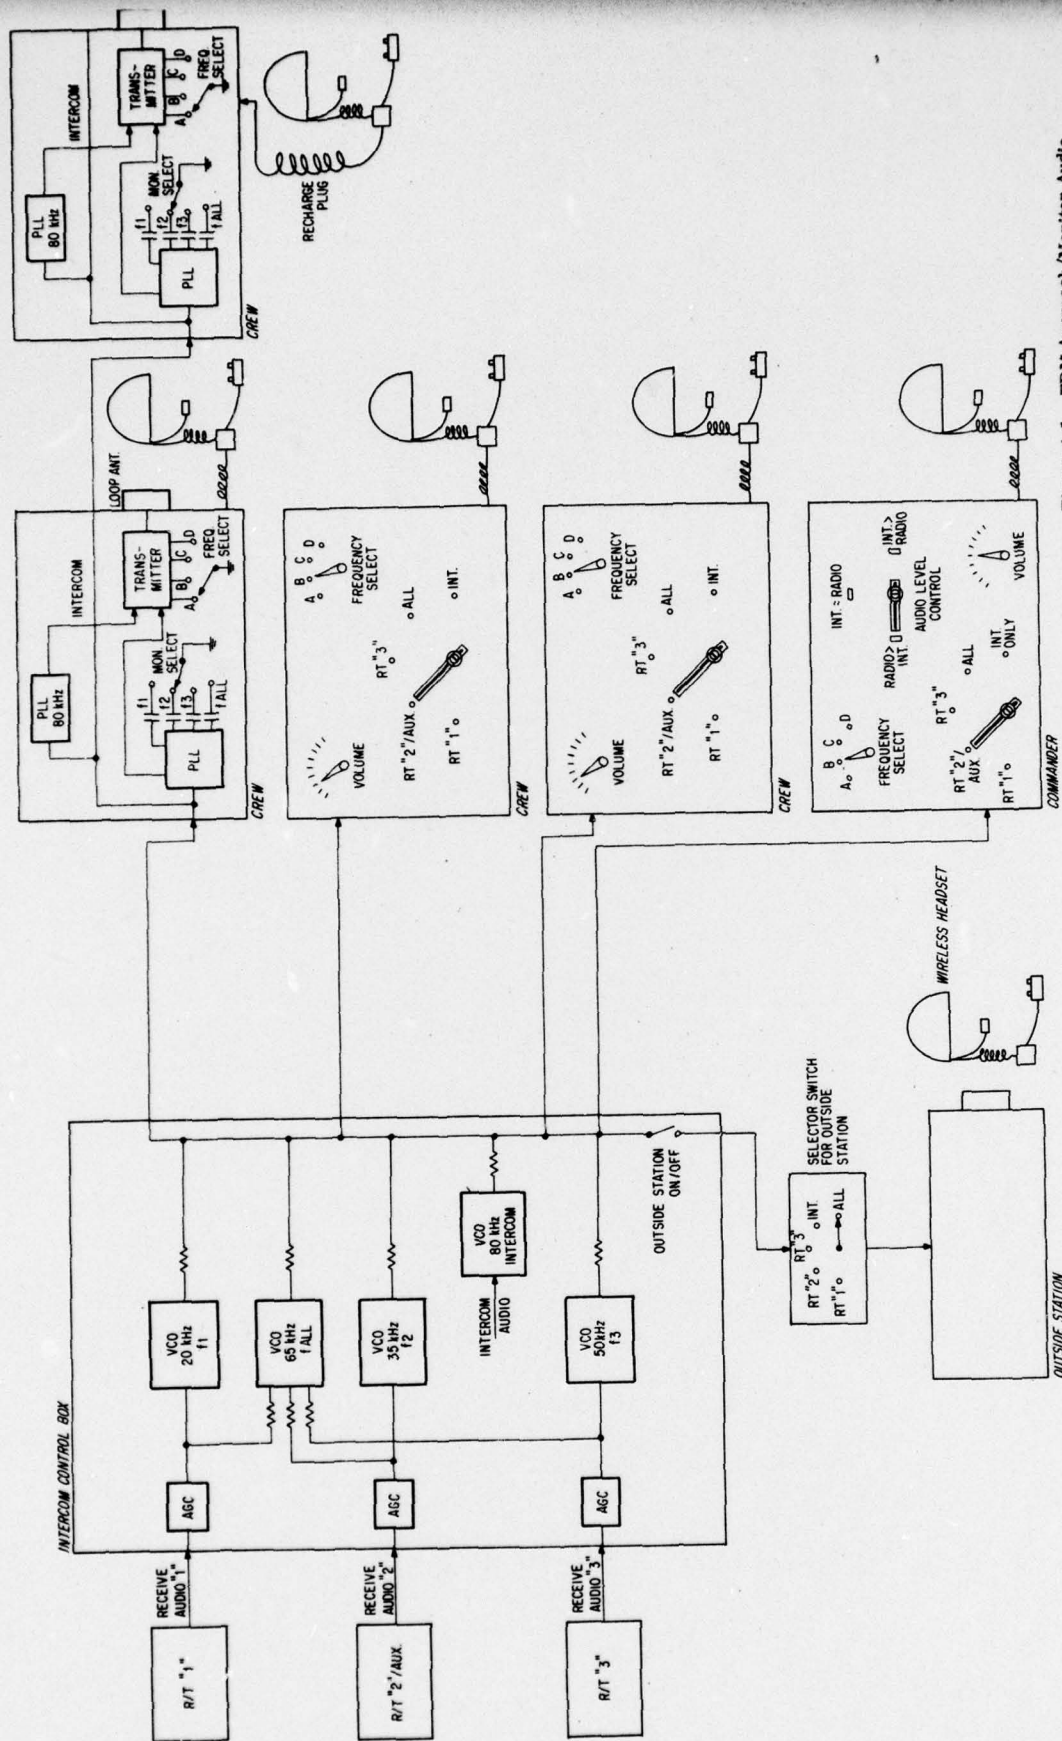 R/T "1"
R/T "2"/AUX.
R/T "3"
RECEIVE
AUDIO "1"
RECEIVE
AUDIO "2"
RECEIVE
AUDIO "3"
INTERCOM CONTROL BOX
AGC
AGC
AGC
VCO
20 kHz
f1
VCO
65 kHz
f ALL
VCO
35 kHz
f2
VCO
80 kHz
INTERCOM
INTERCOM
AUDIO
VCO
50kHz
f3
OUTSIDE STATION
ON/OFF
SELECTOR SWITCH
FOR OUTSIDE
STATION
RT "2"
RT "3"
INT.
RT "1"
ALL
OUTSIDE STATION
WIRELESS HEADSET
PLL
80 kHz
INTERCOM
TRANS-
MITTER
A
B
C
D
FREQ.
SELECT
MON.
SELECT
f1
f2
f3
f ALL
PLL
CREW
RECHARGE
PLUG
PLL
80 kHz
INTERCOM
TRANS-
MITTER
LOOP ANT.
A
B
C
D
FREQ.
SELECT
MON.
SELECT
f1
f2
f3
f ALL
PLL
CREW
VOLUME
A
B
C
D
FREQUENCY
SELECT
RT "1"
RT "2"/AUX.
RT "3"
ALL
INT.
CREW
VOLUME
A
B
C
D
FREQUENCY
SELECT
RT "1"
RT "2"/AUX.
RT "3"
ALL
INT.
CREW
A
B
C
D
FREQUENCY
SELECT
INT. = RADIO
RADIO>
INT.
INT.>
RADIO
AUDIO LEVEL
CONTROL
RT "1"
RT "2"/
AUX
RT "3"
ALL
INT
ONLY
VOLUME
COMMANDER